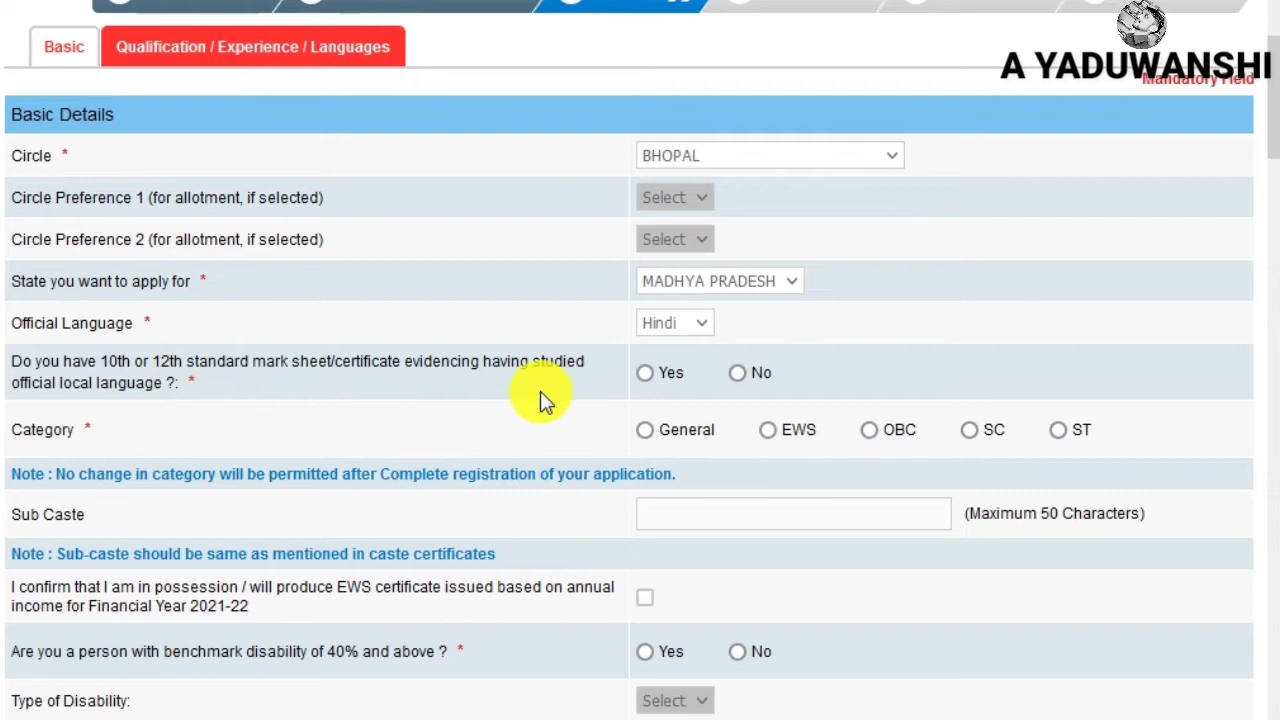 Basic
Qualification / Experience / Languages
A YADUWANSHI
Mandatory Field
Basic Details
Circle *
BHOPAL
Circle Preference 1 (for allotment, if selected)
Select
Circle Preference 2 (for allotment, if selected)
Select
State you want to apply for *
MADHYA PRADESH
Official Language *
Hindi
Do you have 10th or 12th standard mark sheet/certificate evidencing having studied
official local language ?: *
Yes No
Category *
General EWS OBC SC ST
Note : No change in category will be permitted after Complete registration of your application.
Sub Caste
(Maximum 50 Characters)
Note : Sub-caste should be same as mentioned in caste certificates
I confirm that I am in possession / will produce EWS certificate issued based on annual
income for Financial Year 2021-22
Are you a person with benchmark disability of 40% and above ? *
Yes No
Type of Disability:
Select